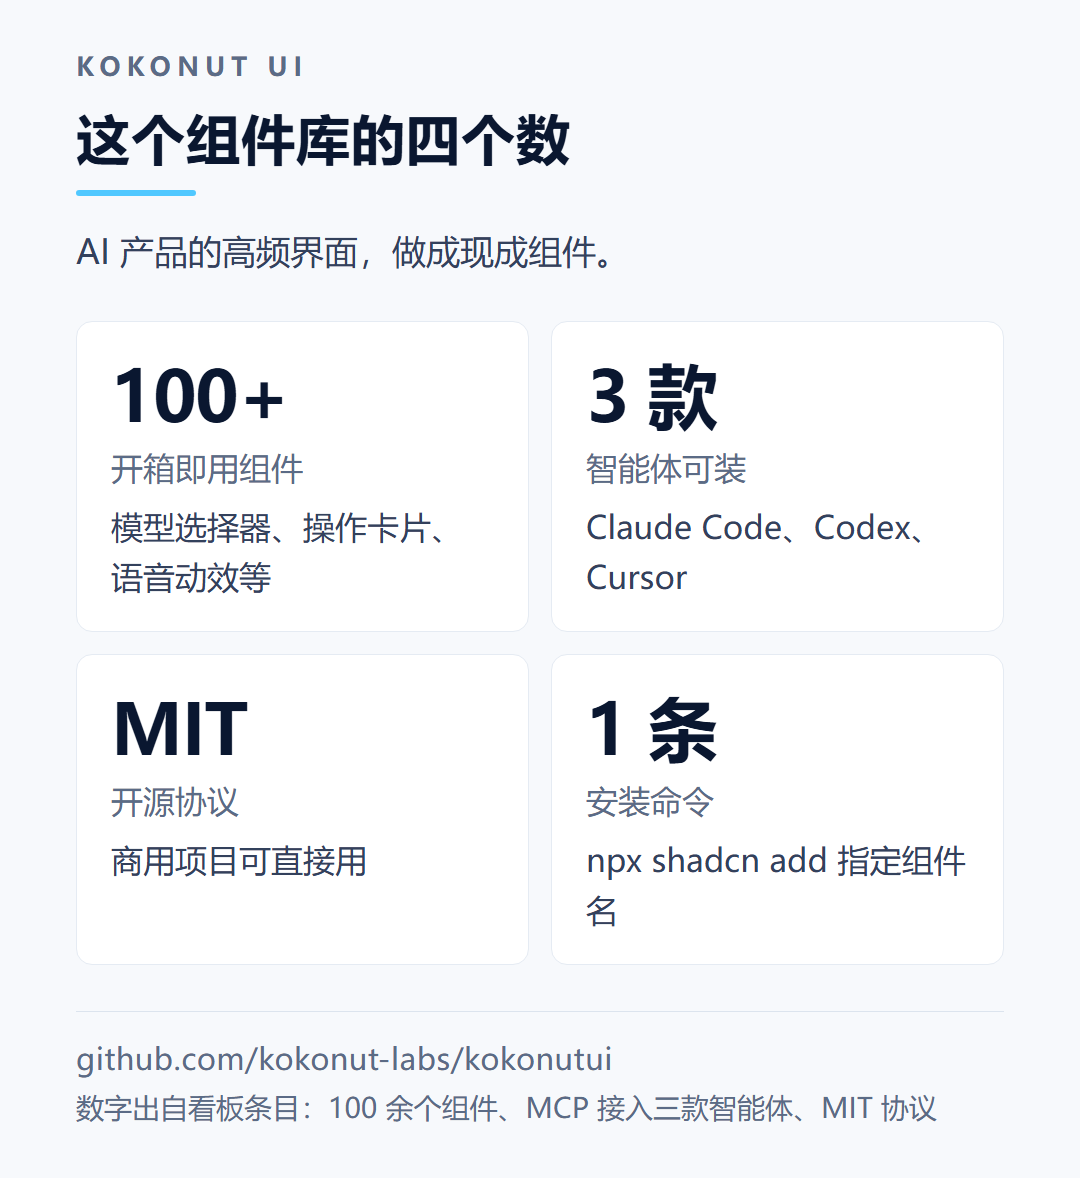 KOKONUT UI
这个组件库的四个数
AI 产品的高频界面，做成现成组件。
100+
开箱即用组件
模型选择器、操作卡片、
语音动效等
3 款
智能体可装
Claude Code、Codex、
Cursor
MIT
开源协议
商用项目可直接用
1 条
安装命令
npx shadcn add 指定组件
名
github.com/kokonut-labs/kokonutui
数字出自看板条目：100 余个组件、MCP 接入三款智能体、MIT 协议